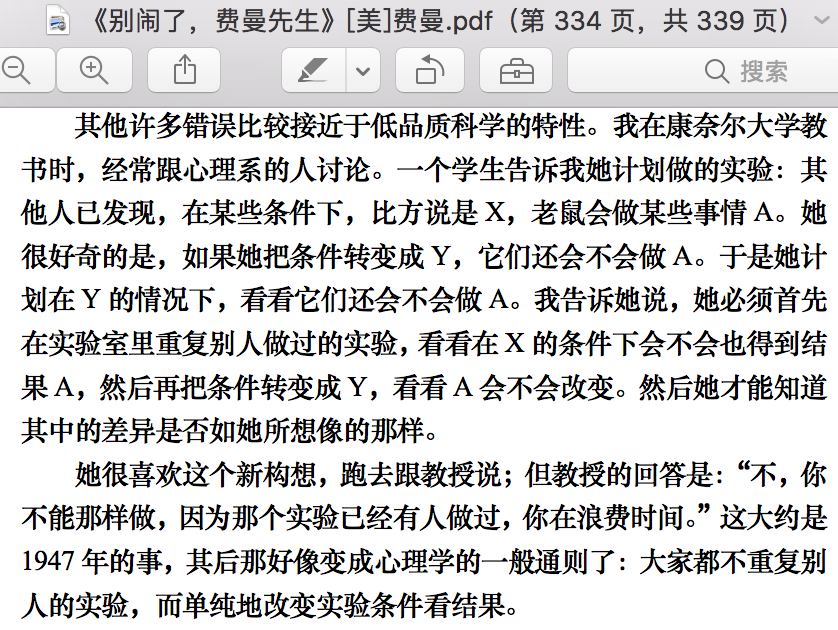 《别闹了，费曼先生》[美]费曼.pdf（第 334 页，共 339 页）
搜索
其他许多错误比较接近于低品质科学的特性。我在康奈尔大学教
书时，经常跟心理系的人讨论。一个学生告诉我她计划做的实验：其
他人已发现，在某些条件下，比方说是 X，老鼠会做某些事情 A。她
很好奇的是，如果她把条件转变成 Y，它们还会不会做 A。于是她计
划在 Y 的情况下，看看它们还会不会做 A。我告诉她说，她必须首先
在实验室里重复别人做过的实验，看看在 X 的条件下会不会也得到结
果 A，然后再把条件转变成 Y，看看 A 会不会改变。然后她才能知道
其中的差异是否如她所想像的那样。
她很喜欢这个新构想，跑去跟教授说；但教授的回答是：“不，你
不能那样做，因为那个实验已经有人做过，你在浪费时间。”这大约是
1947 年的事，其后那好像变成心理学的一般通则了：大家都不重复别
人的实验，而单纯地改变实验条件看结果。